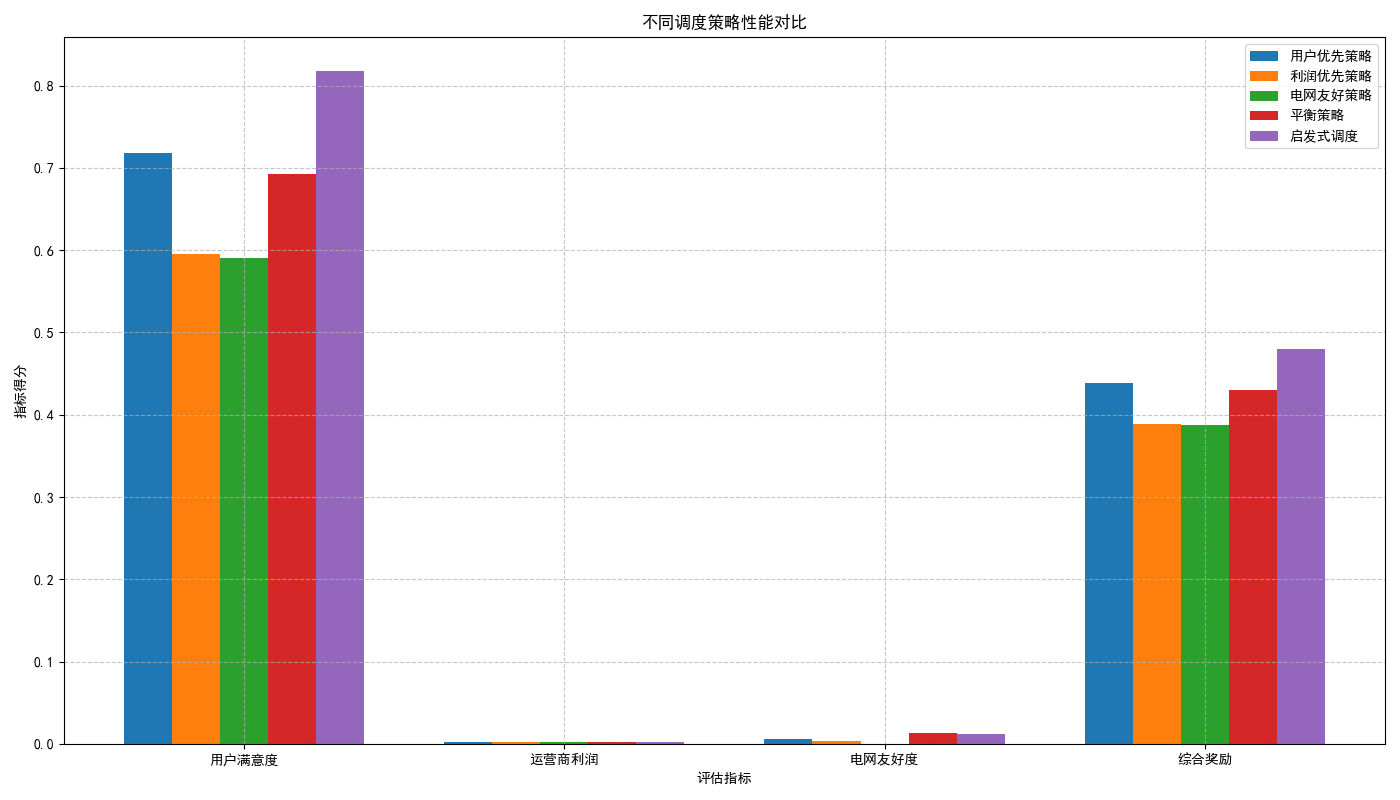 不同调度策略性能对比
用户优先策略
利润优先策略
电网友好策略
平衡策略
启发式调度
指标得分
0.8
0.7
0.6
0.5
0.4
0.3
0.2
0.1
0.0
用户满意度
运营商利润
电网友好度
综合奖励
评估指标